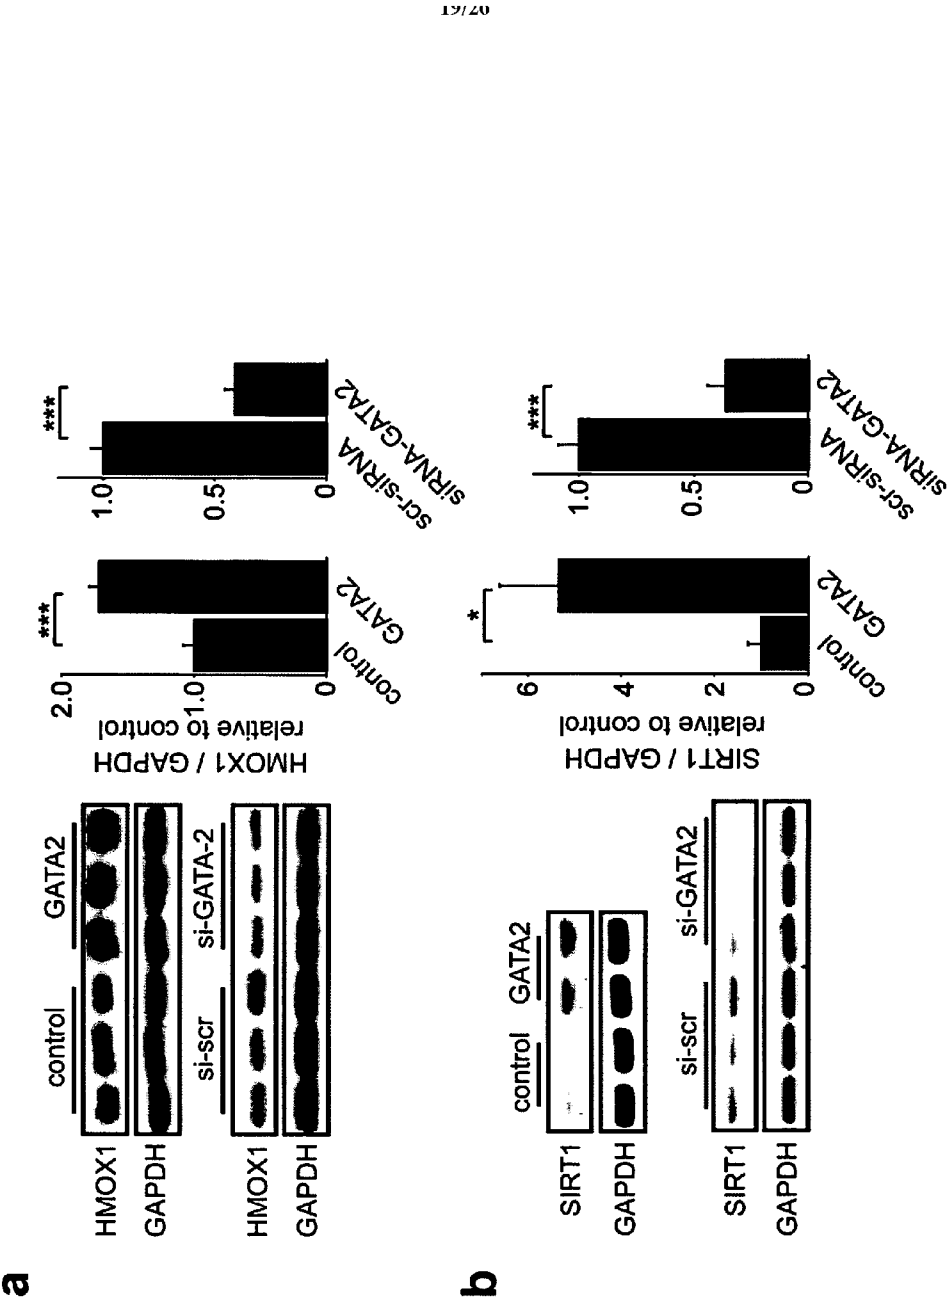 19/26
a
control GATA2
HMOX1
GAPDH
si-scr si-GATA-2
HMOX1
GAPDH
HMOX1 / GAPDH
relative to control
2.0
1.0
0
***
control
GATA2
1.0
0.5
0
***
scr-siRNA
siRNA-GATA2
b
control GATA2
SIRT1
GAPDH
si-scr si-GATA2
SIRT1
GAPDH
SIRT1 / GAPDH
relative to control
6
4
2
0
*
control
GATA2
1.0
0.5
0
***
scr-siRNA
siRNA-GATA2